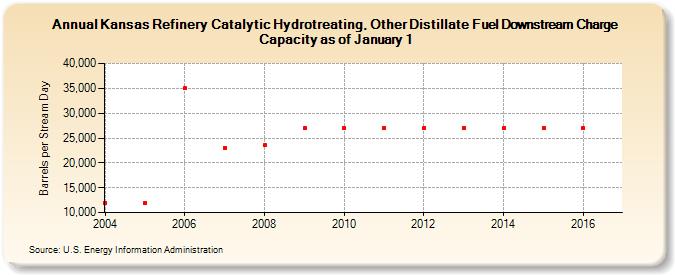 Annual Kansas Refinery Catalytic Hydrotreating, Other Distillate Fuel Downstream Charge
Capacity as of January 1
Barrels per Stream Day
40,000
35,000
30,000
25,000
20,000
15,000
10,000
2004 2006 2008 2010 2012 2014 2016
Source: U.S. Energy Information Administration